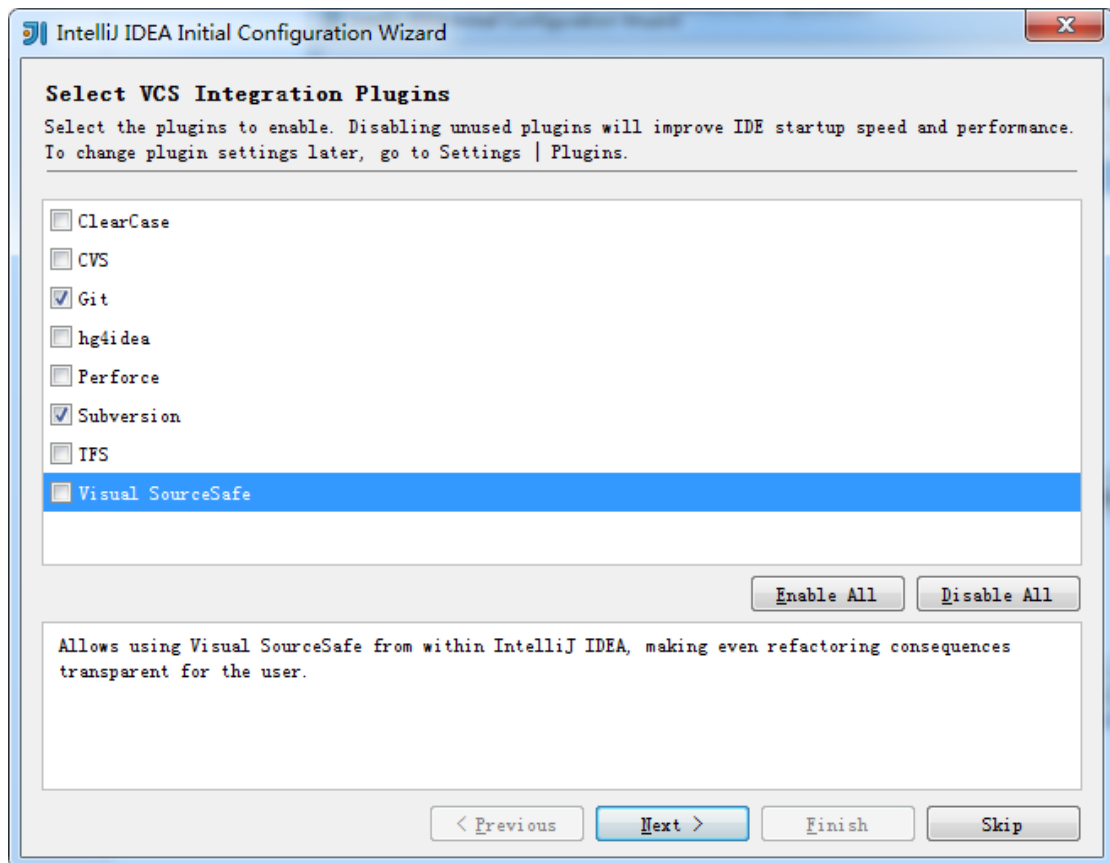 IntelliJ IDEA Initial Configuration Wizard
Select VCS Integration Plugins
Select the plugins to enable. Disabling unused plugins will improve IDE startup speed and performance.
To change plugin settings later, go to Settings | Plugins.
ClearCase
CVS
Git
hg4idea
Perforce
Subversion
TFS
Visual SourceSafe
Enable All Disable All
Allows using Visual SourceSafe from within IntelliJ IDEA, making even refactoring consequences
transparent for the user.
< Previous Next > Finish Skip